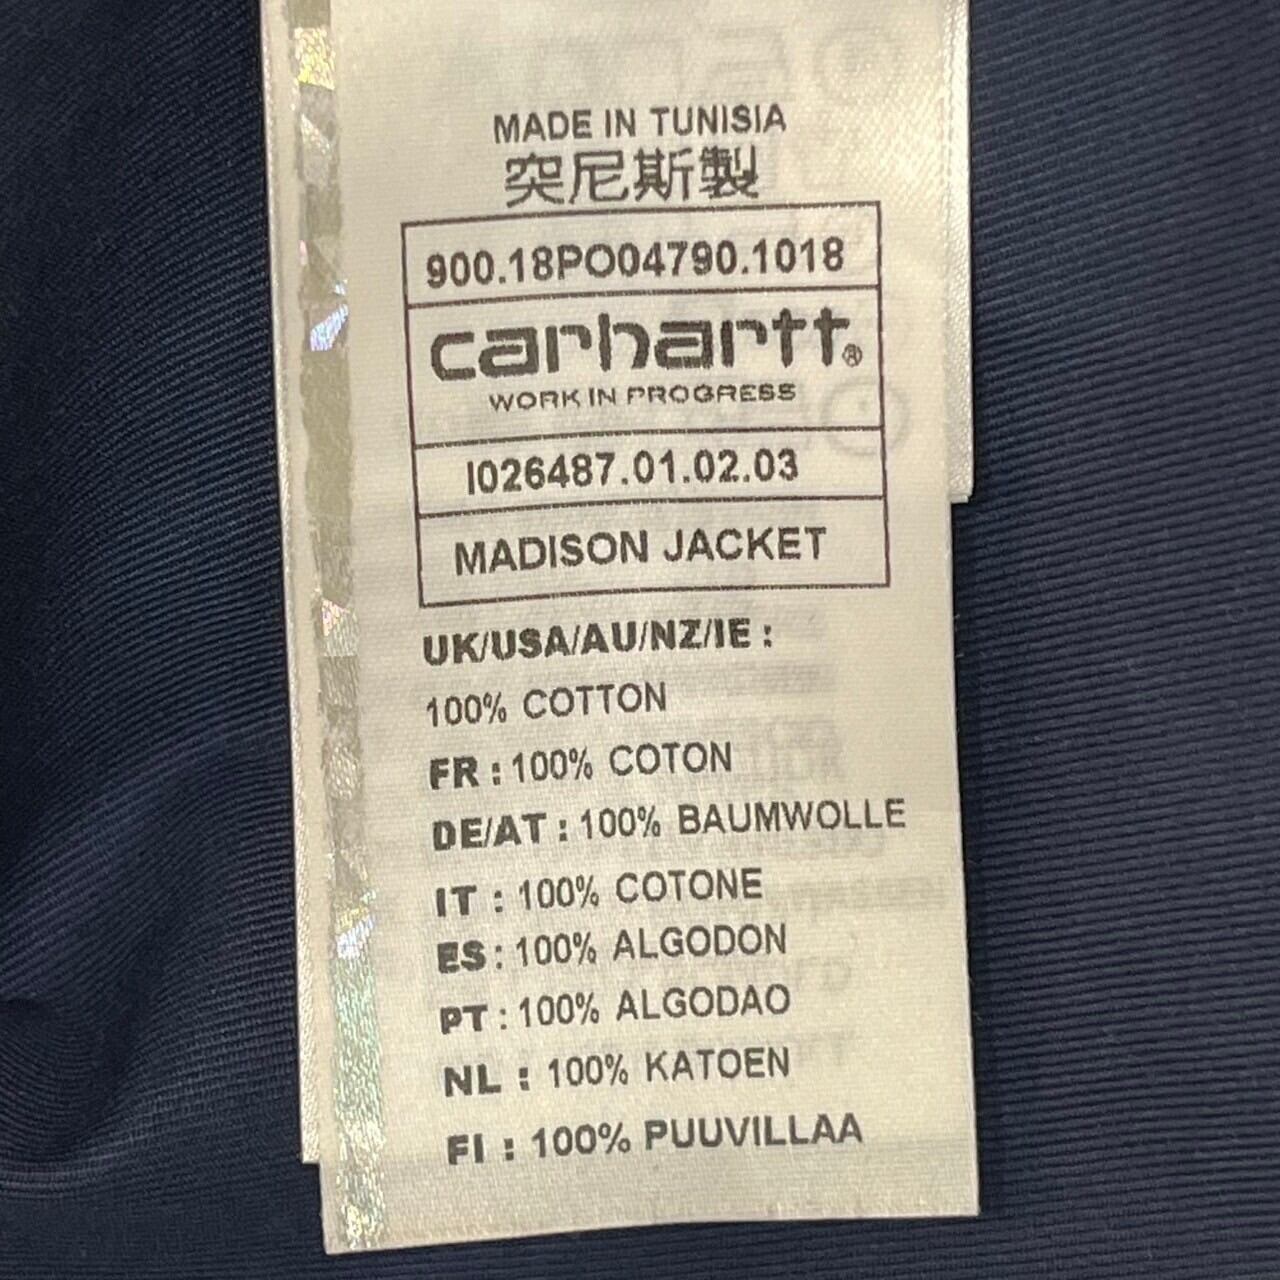 MADE IN TUNISIA
突尼斯製
900.18PO04790.1018
carhartt®
WORK IN PROGRESS
I026487.01.02.03
MADISON JACKET
UK/USA/AU/NZ/IE :
100% COTTON
FR : 100% COTON
DE/AT : 100% BAUMWOLLE
IT : 100% COTONE
ES : 100% ALGODON
PT : 100% ALGODAO
NL : 100% KATOEN
FI : 100% PUUVILLAA